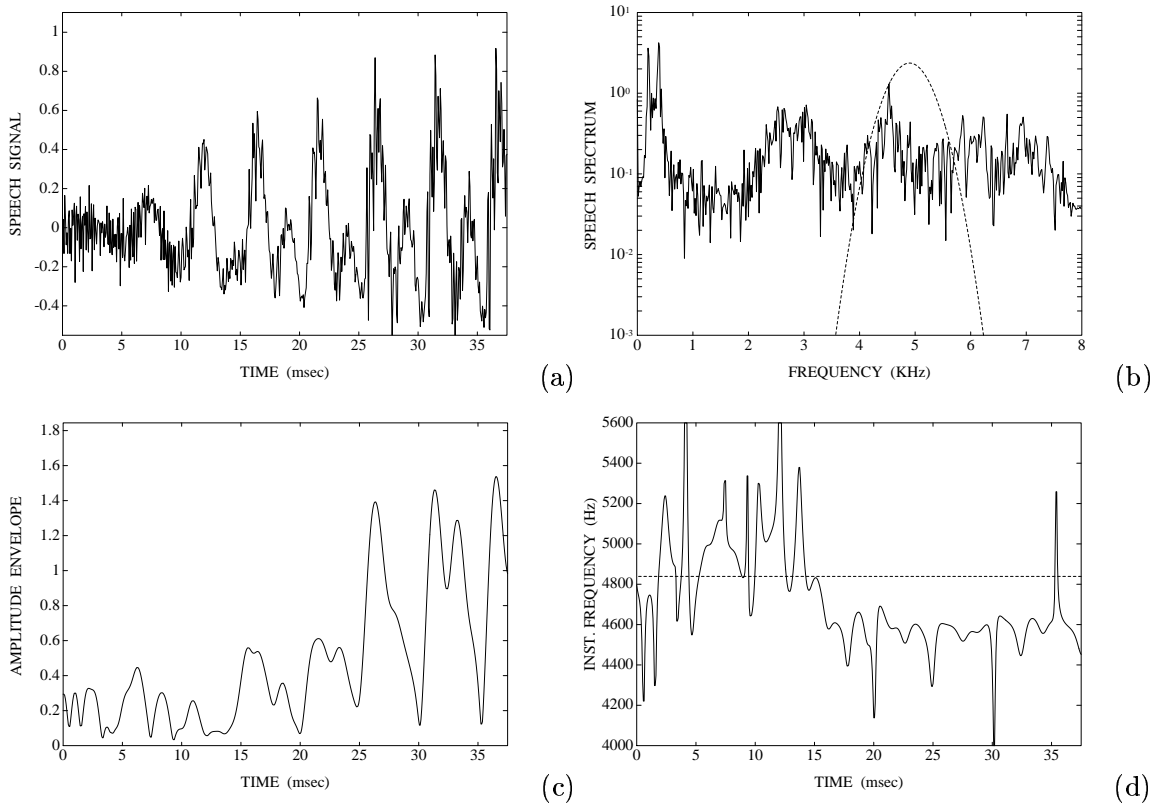 SPEECH SIGNAL
1
0.8
0.6
0.4
0.2
0
-0.2
-0.4
0 5 10 15 20 25 30 35
TIME (msec)
(a)
SPEECH SPECTRUM
10¹
10⁰
10⁻¹
10⁻²
10⁻³
0 1 2 3 4 5 6 7 8
FREQUENCY (KHz)
(b)
AMPLITUDE ENVELOPE
1.8
1.6
1.4
1.2
1
0.8
0.6
0.4
0.2
0
0 5 10 15 20 25 30 35
TIME (msec)
(c)
INST. FREQUENCY (Hz)
5600
5400
5200
5000
4800
4600
4400
4200
4000
0 5 10 15 20 25 30 35
TIME (msec)
(d)